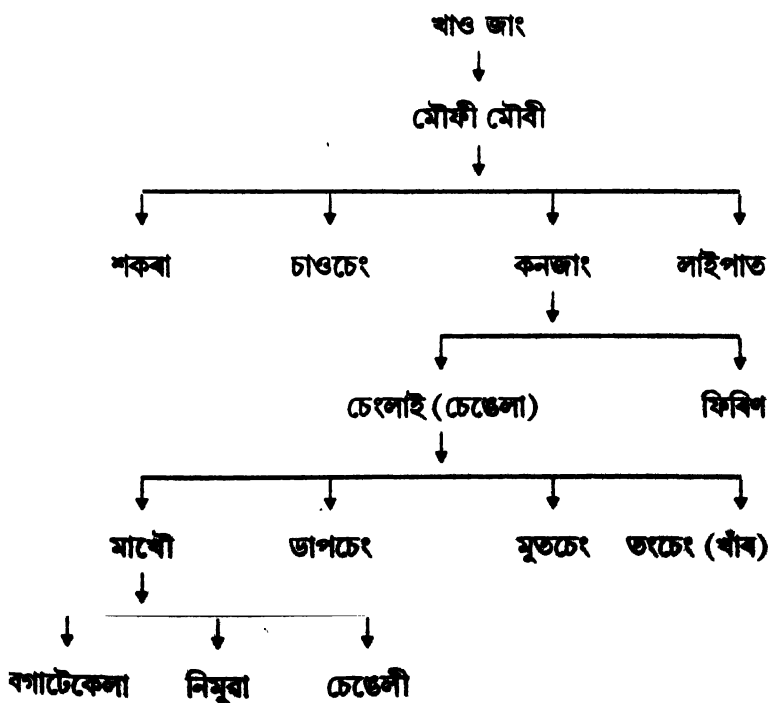 খাও জাং
মৌফী মৌবী
শকৰা চাওচেং কনজাং লাইপাত
চেংলাই (চেঙেলা) ফিৰিণ
মাখৌ ডাপচেং মুতচেং তংচেং (খাঁৰ)
বগাটেকেলা নিমুৱা চেঙেলী